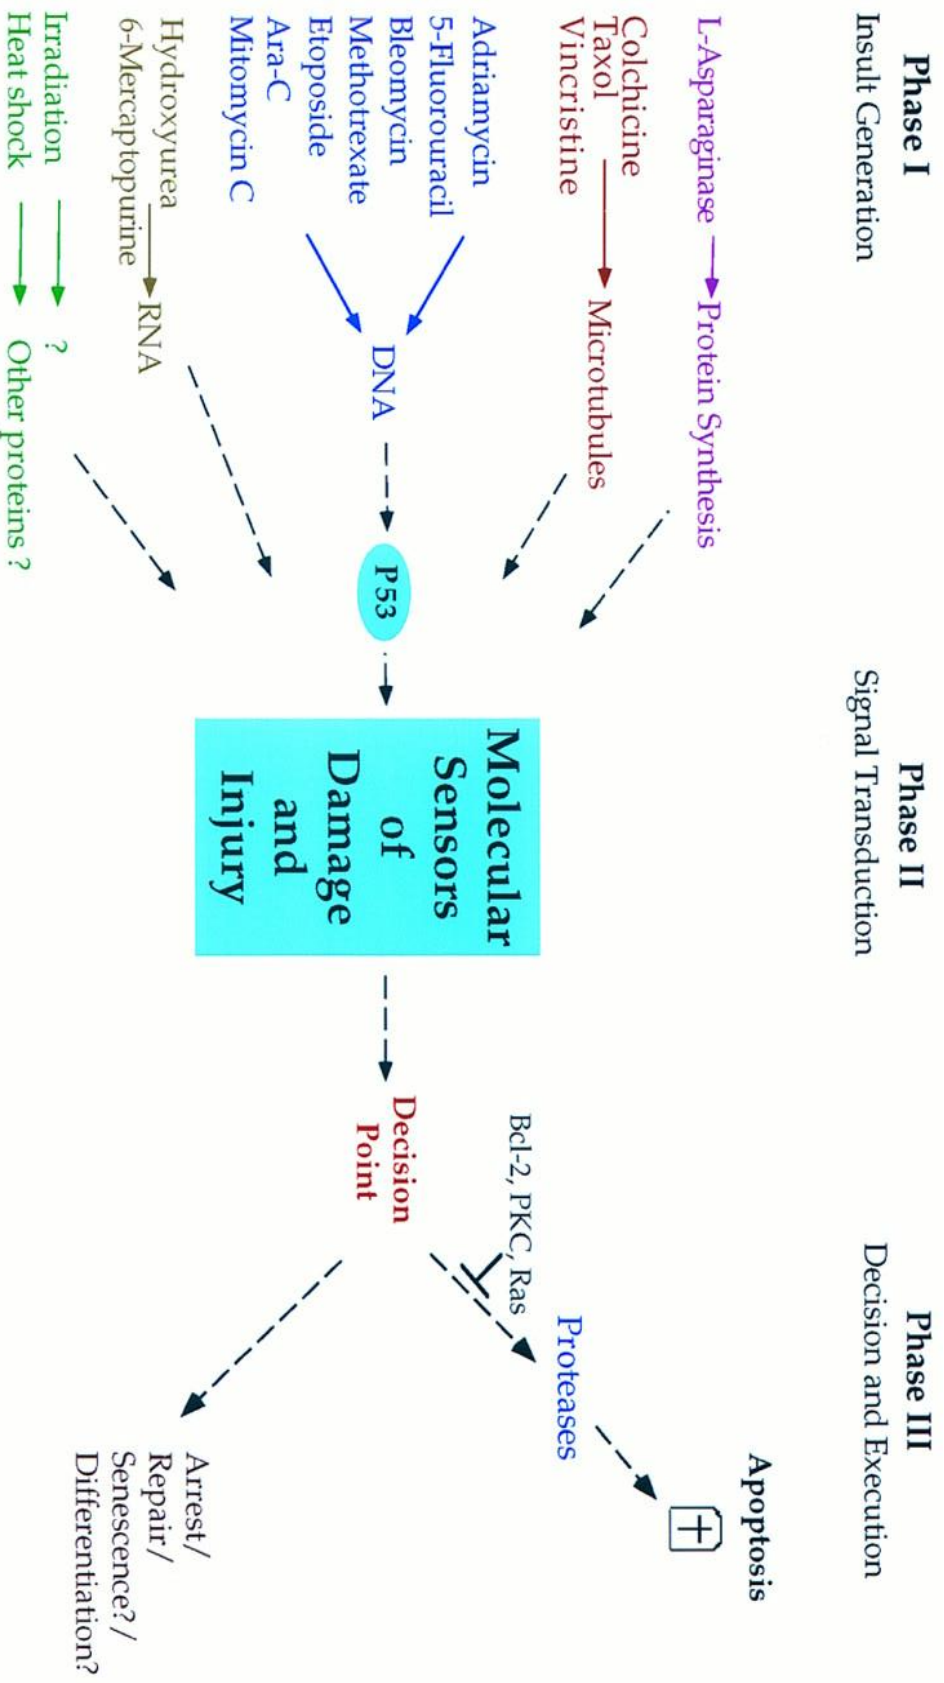 Phase I
Insult Generation
L-Asparaginase
Protein Synthesis
Colchicine
Taxol
Vincristine
Microtubules
Adriamycin
5-Fluorouracil
Bleomycin
Methotrexate
Etoposide
Ara-C
Mitomycin C
DNA
Hydroxyurea
6-Mercaptopurine
RNA
Irradiation
?
Heat shock
Other proteins ?
Phase II
Signal Transduction
P53
Molecular
Sensors
of
Damage
and
Injury
Phase III
Decision and Execution
Decision
Point
Bcl-2, PKC, Ras
Proteases
Apoptosis
Arrest/
Repair/
Senescence?/
Differentiation?